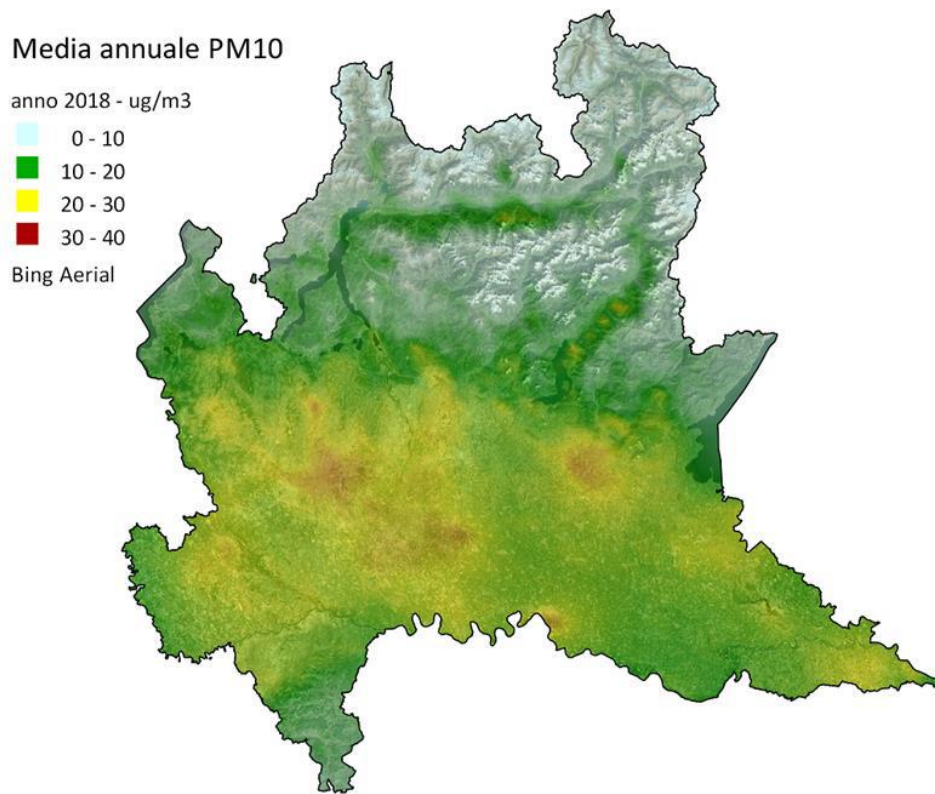 Media annuale PM10
anno 2018 - ug/m3
0 - 10
10 - 20
20 - 30
30 - 40
Bing Aerial